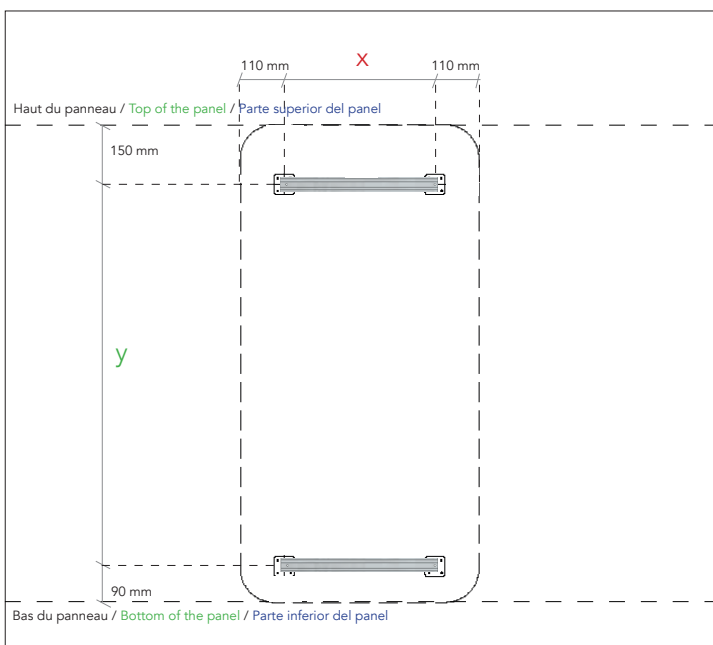 110 mm x 110 mm
Haut du panneau / Top of the panel / Parte superior del panel
150 mm
y
90 mm
Bas du panneau / Bottom of the panel / Parte inferior del panel